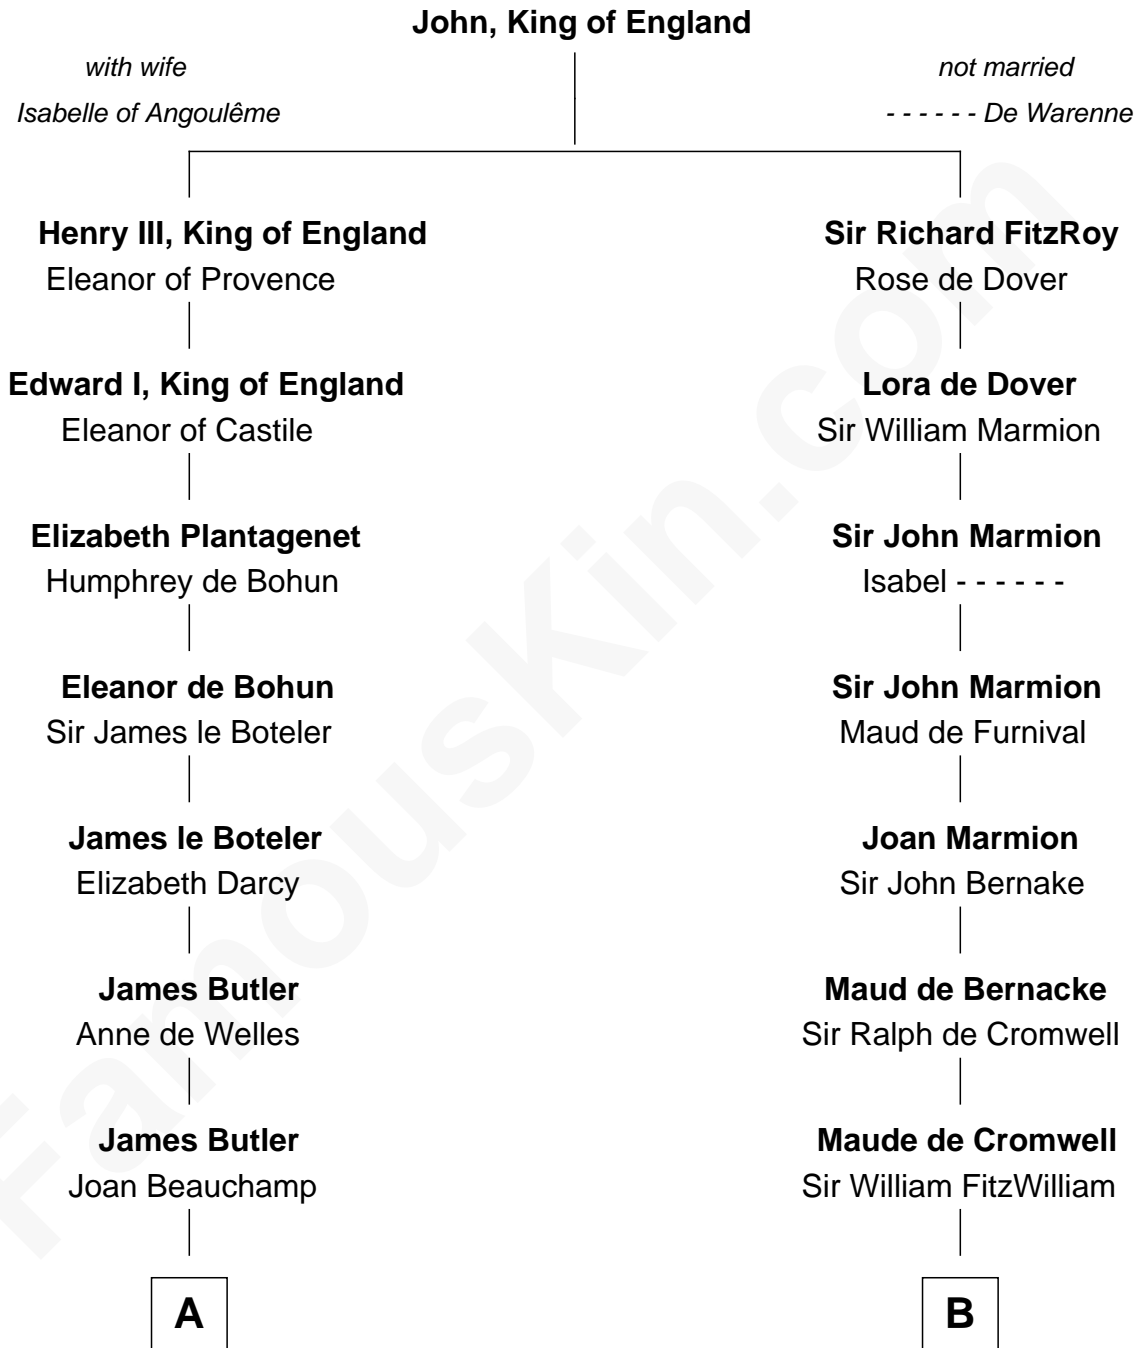 John, King of England
with wife
not married
Isabelle of Angoulême
- - - - - - De Warenne
Henry III, King of England
Eleanor of Provence
Sir Richard FitzRoy
Rose de Dover
Edward I, King of England
Eleanor of Castile
Lora de Dover
Sir William Marmion
Elizabeth Plantagenet
Humphrey de Bohun
Sir John Marmion
Isabel - - - - - -
Eleanor de Bohun
Sir James le Boteler
Sir John Marmion
Maud de Furnival
James le Boteler
Elizabeth Darcy
Joan Marmion
Sir John Bernake
James Butler
Anne de Welles
Maud de Bernacke
Sir Ralph de Cromwell
James Butler
Joan Beauchamp
Maude de Cromwell
Sir William FitzWilliam
A
B
FamousKin.com